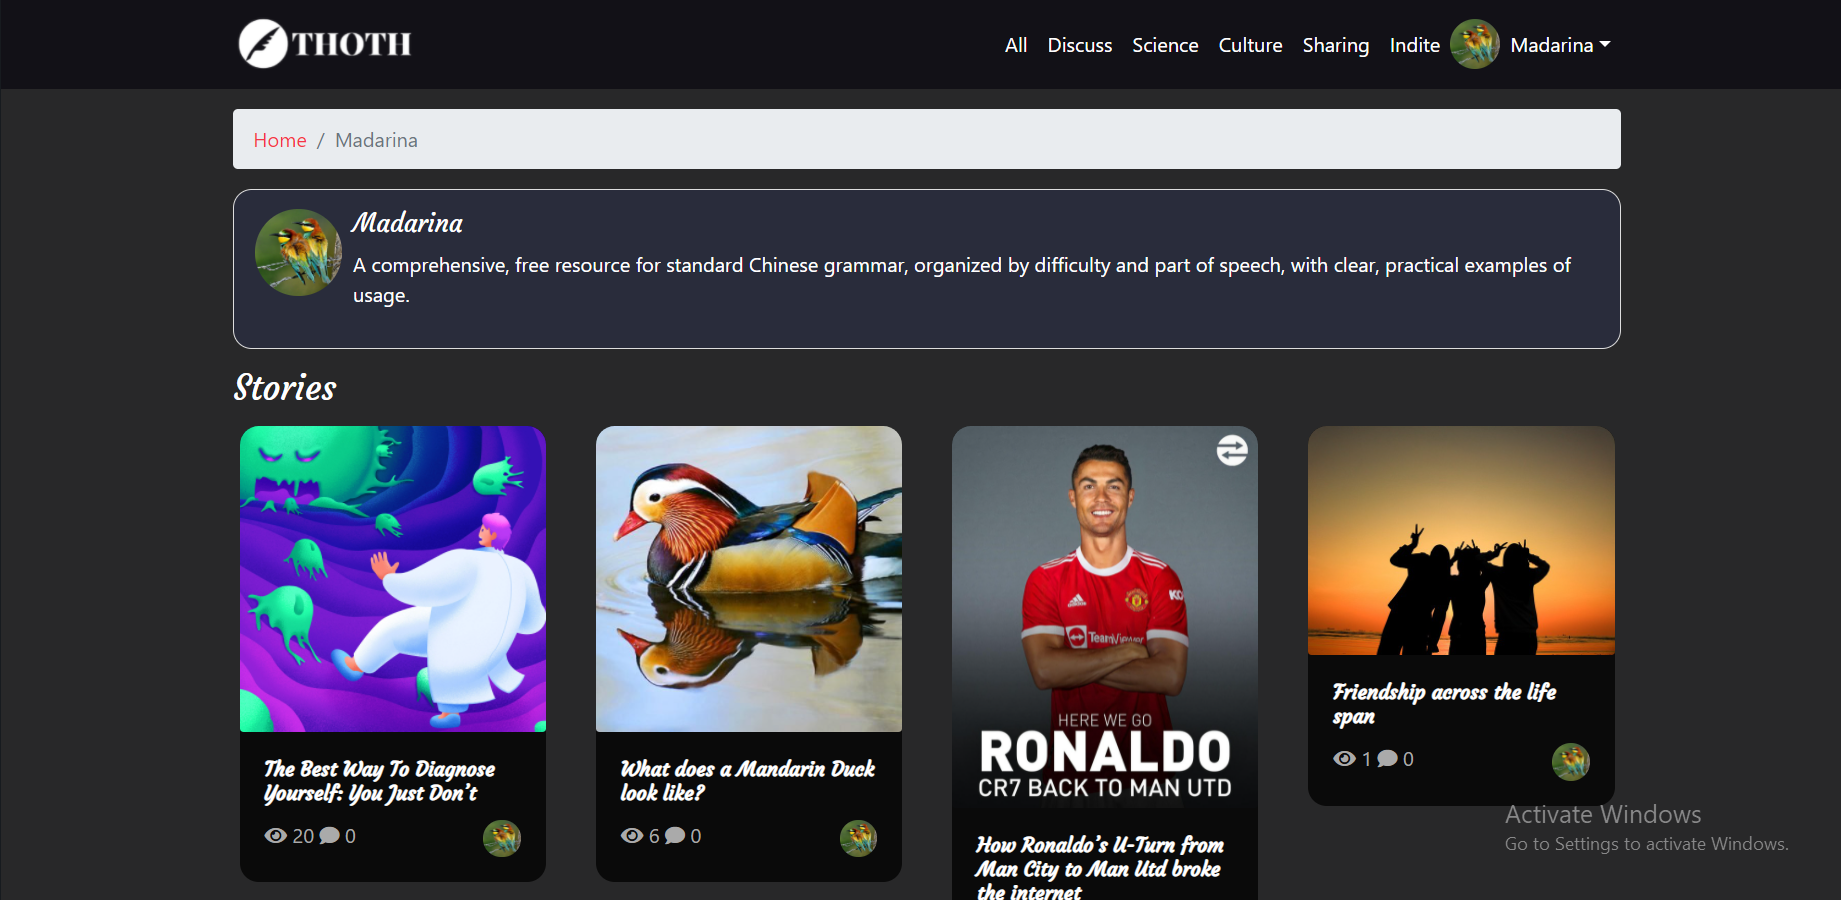 THOTH
All Discuss Science Culture Sharing Indite Madarina
Home / Madarina
Madarina
A comprehensive, free resource for standard Chinese grammar, organized by difficulty and part of speech, with clear, practical examples of
usage.
Stories
The Best Way To Diagnose
Yourself: You Just Don't
20 0
What does a Mandarin Duck
look like?
6 0
TeamViewer
HERE WE GO
RONALDO
CR7 BACK TO MAN UTD
How Ronaldo's U-Turn from
Man City to Man Utd broke
the internet
Friendship across the life
span
1 0
Activate Windows
Go to Settings to activate Windows.